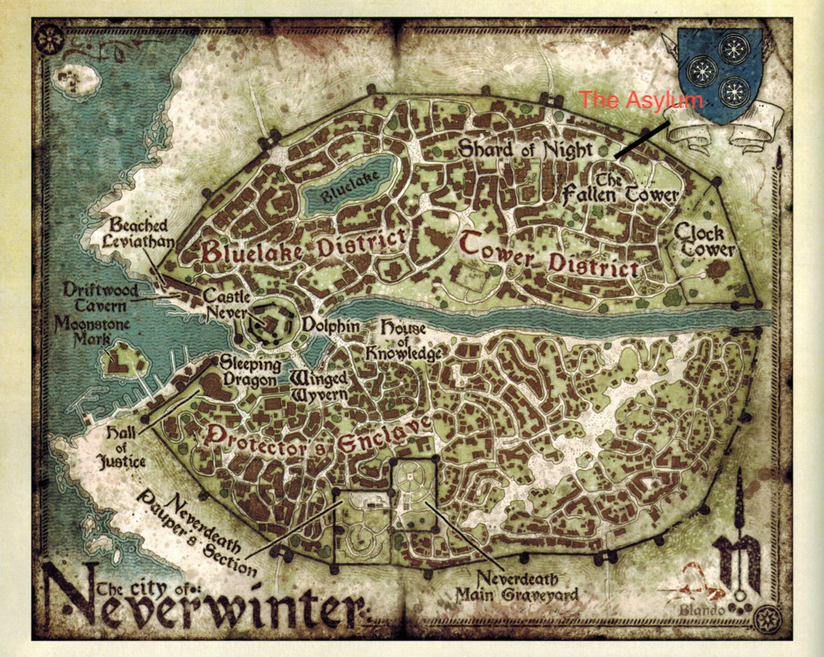 The Asylum
Shard of Night
The
Fallen Tower
Bluelake
Beached
Leviathan
Clock
Tower
Bluelake District
Tower District
Driftwood
Tavern
Castle
Never
Moonstone
Mark
Dolphin
House
of
Knowledge
Sleeping
Dragon
Winged
Wyvern
Hall
of
Justice
Protector's Enclave
Neverdeath
Pauper's Section
Neverdeath
Main Graveyard
The city of
Neverwinter
n
Blando